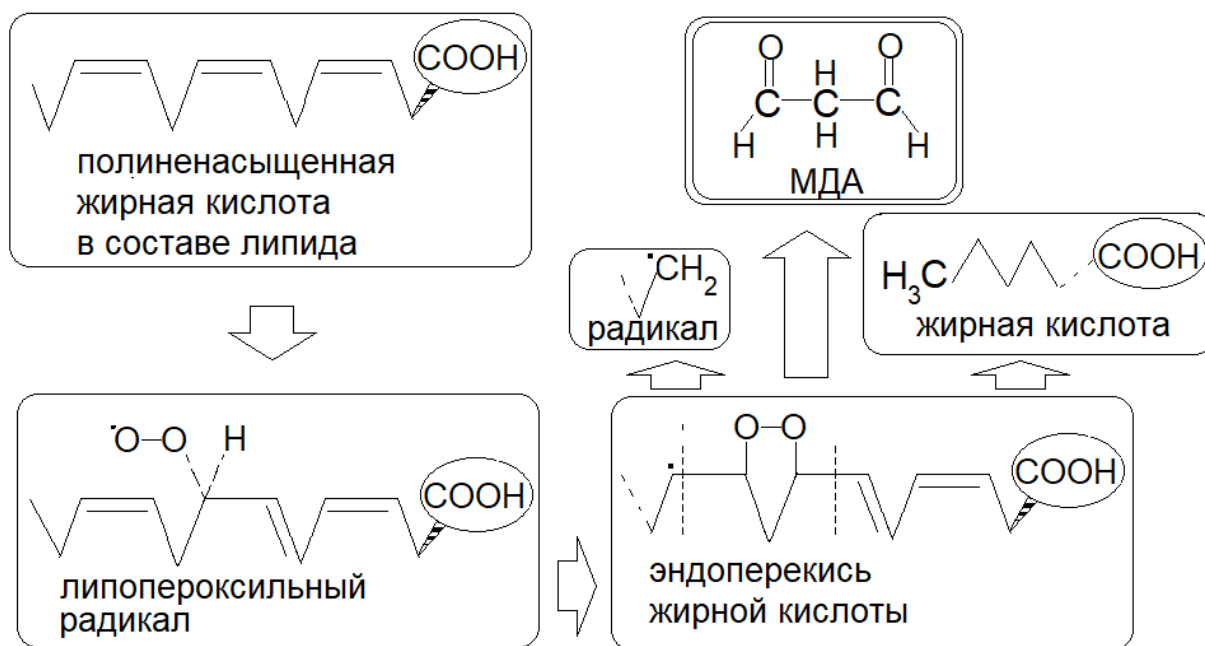 COOH
полиненасыщенная
жирная кислота
в составе липида
O O
H
C C C
H H
H
МДА
•CH2
радикал
H3C COOH
жирная кислота
•O–O H
COOH
липопероксильный
радикал
O–O
COOH
эндоперекись
жирной кислоты